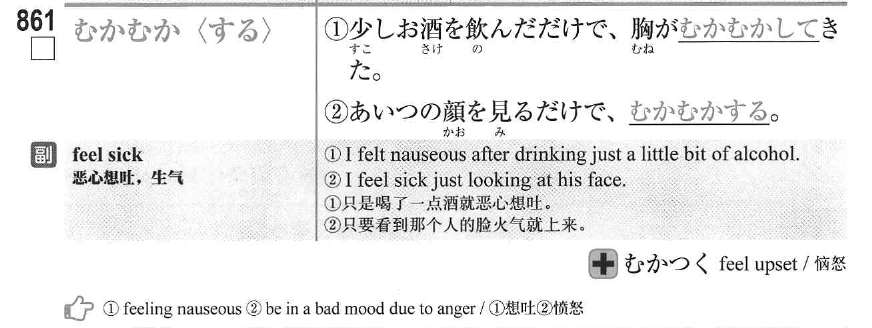 861
むかむか〈する〉
①少しお酒を飲んだだけで、胸がむかむかしてき
すこ さけ の むね
た。
②あいつの顔を見るだけで、むかむかする。
かお み
副 feel sick
恶心想吐，生气
① I felt nauseous after drinking just a little bit of alcohol.
② I feel sick just looking at his face.
①只是喝了一点酒就恶心想吐。
②只要看到那个人的脸火气就上来。
+ むかつく feel upset / 恼怒
① feeling nauseous ② be in a bad mood due to anger / ①想吐②愤怒